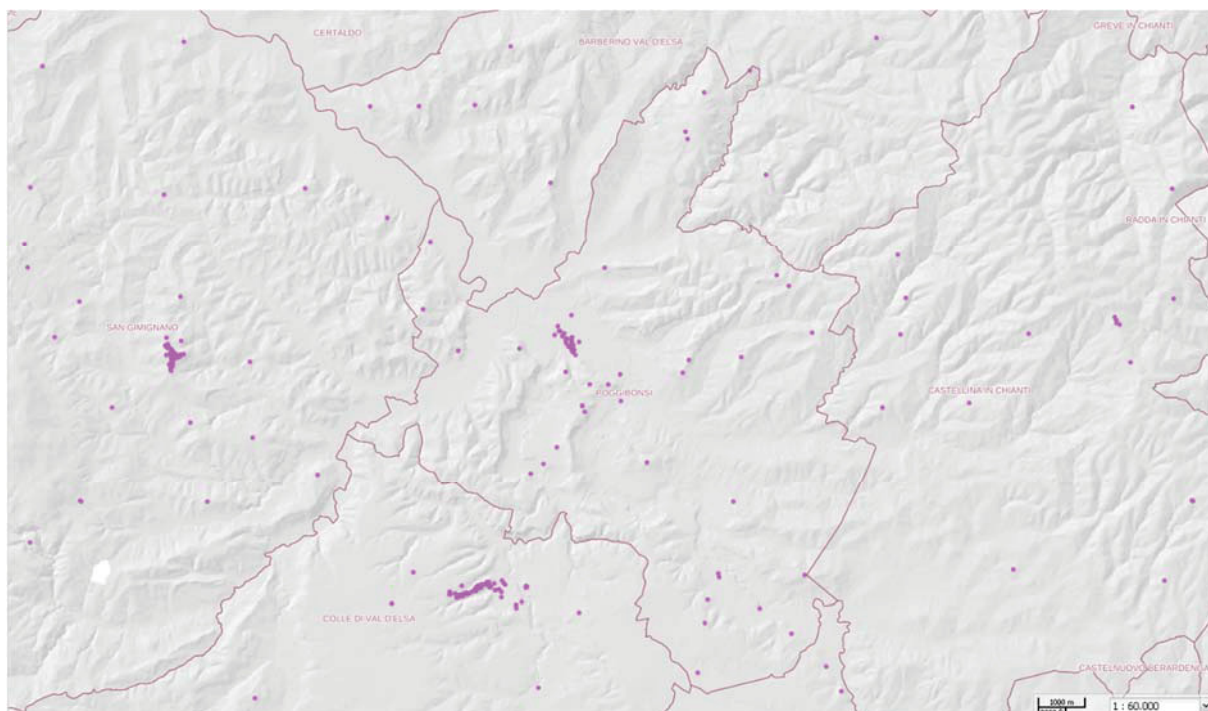 CERTALDO
BARBERINO VAL D'ELSA
GREVE IN CHIANTI
RADDA IN CHIANTI
SAN GIMIGNANO
POGGIBONSI
CASTELLINA IN CHIANTI
COLLE DI VAL D'ELSA
CASTELNUOVO BERARDENGA
1000 m
1 : 60.000